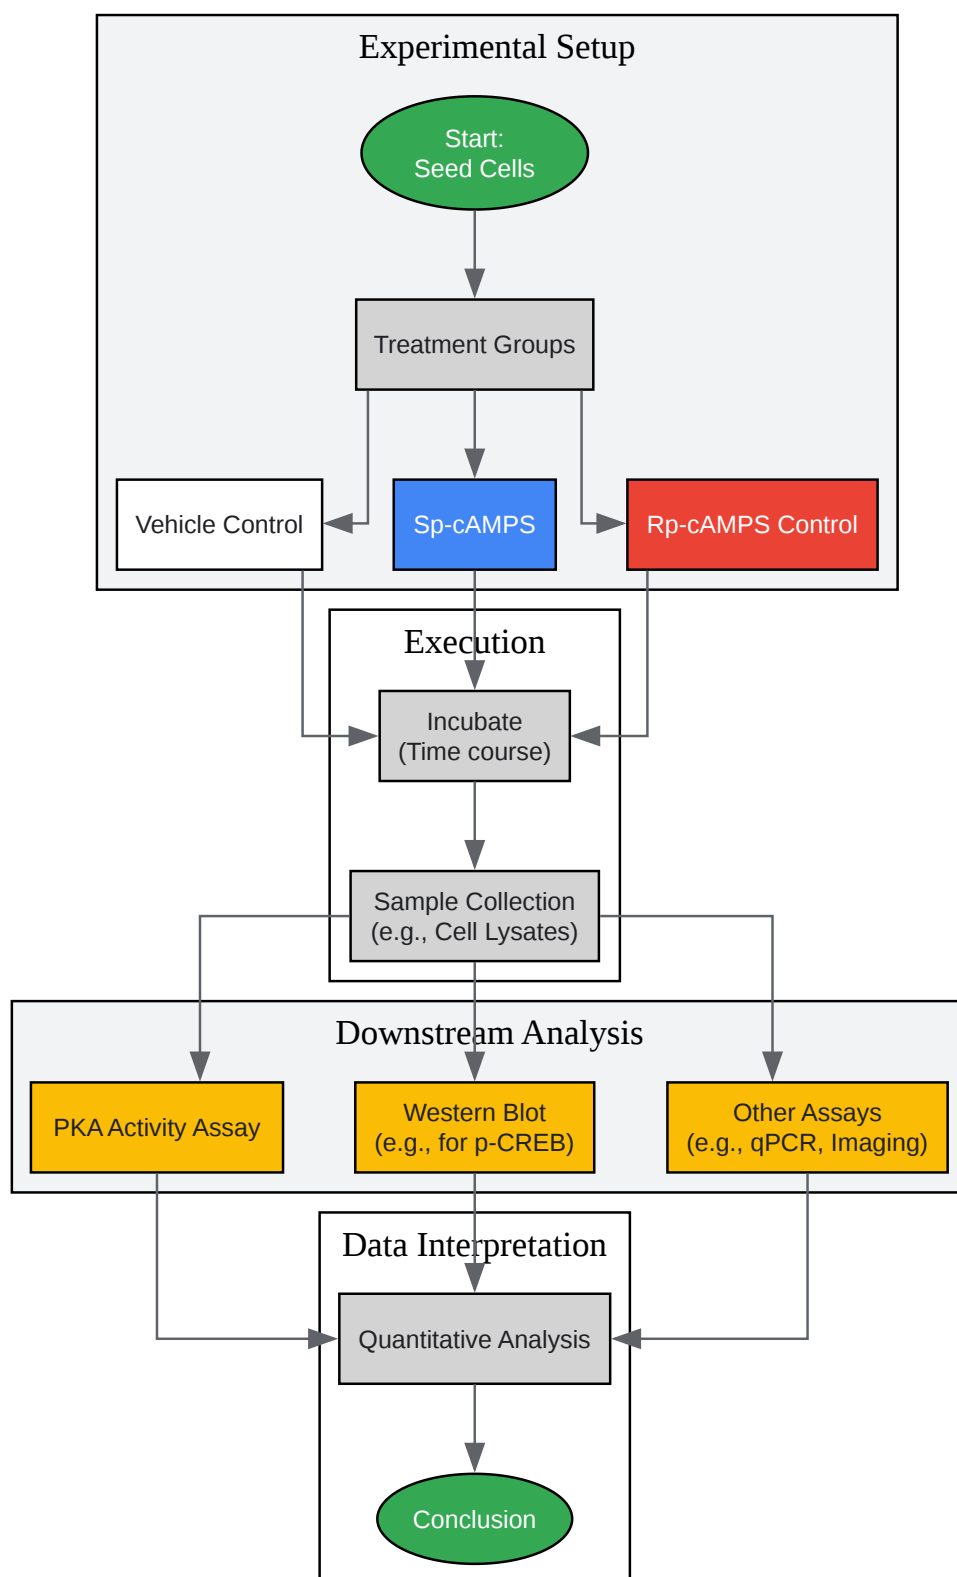 Experimental Setup
Start:
Seed Cells
Treatment Groups
Vehicle Control
Sp-cAMPS
Rp-cAMPS Control
Execution
Incubate
(Time course)
Sample Collection
(e.g., Cell Lysates)
Downstream Analysis
PKA Activity Assay
Western Blot
(e.g., for p-CREB)
Other Assays
(e.g., qPCR, Imaging)
Data Interpretation
Quantitative Analysis
Conclusion